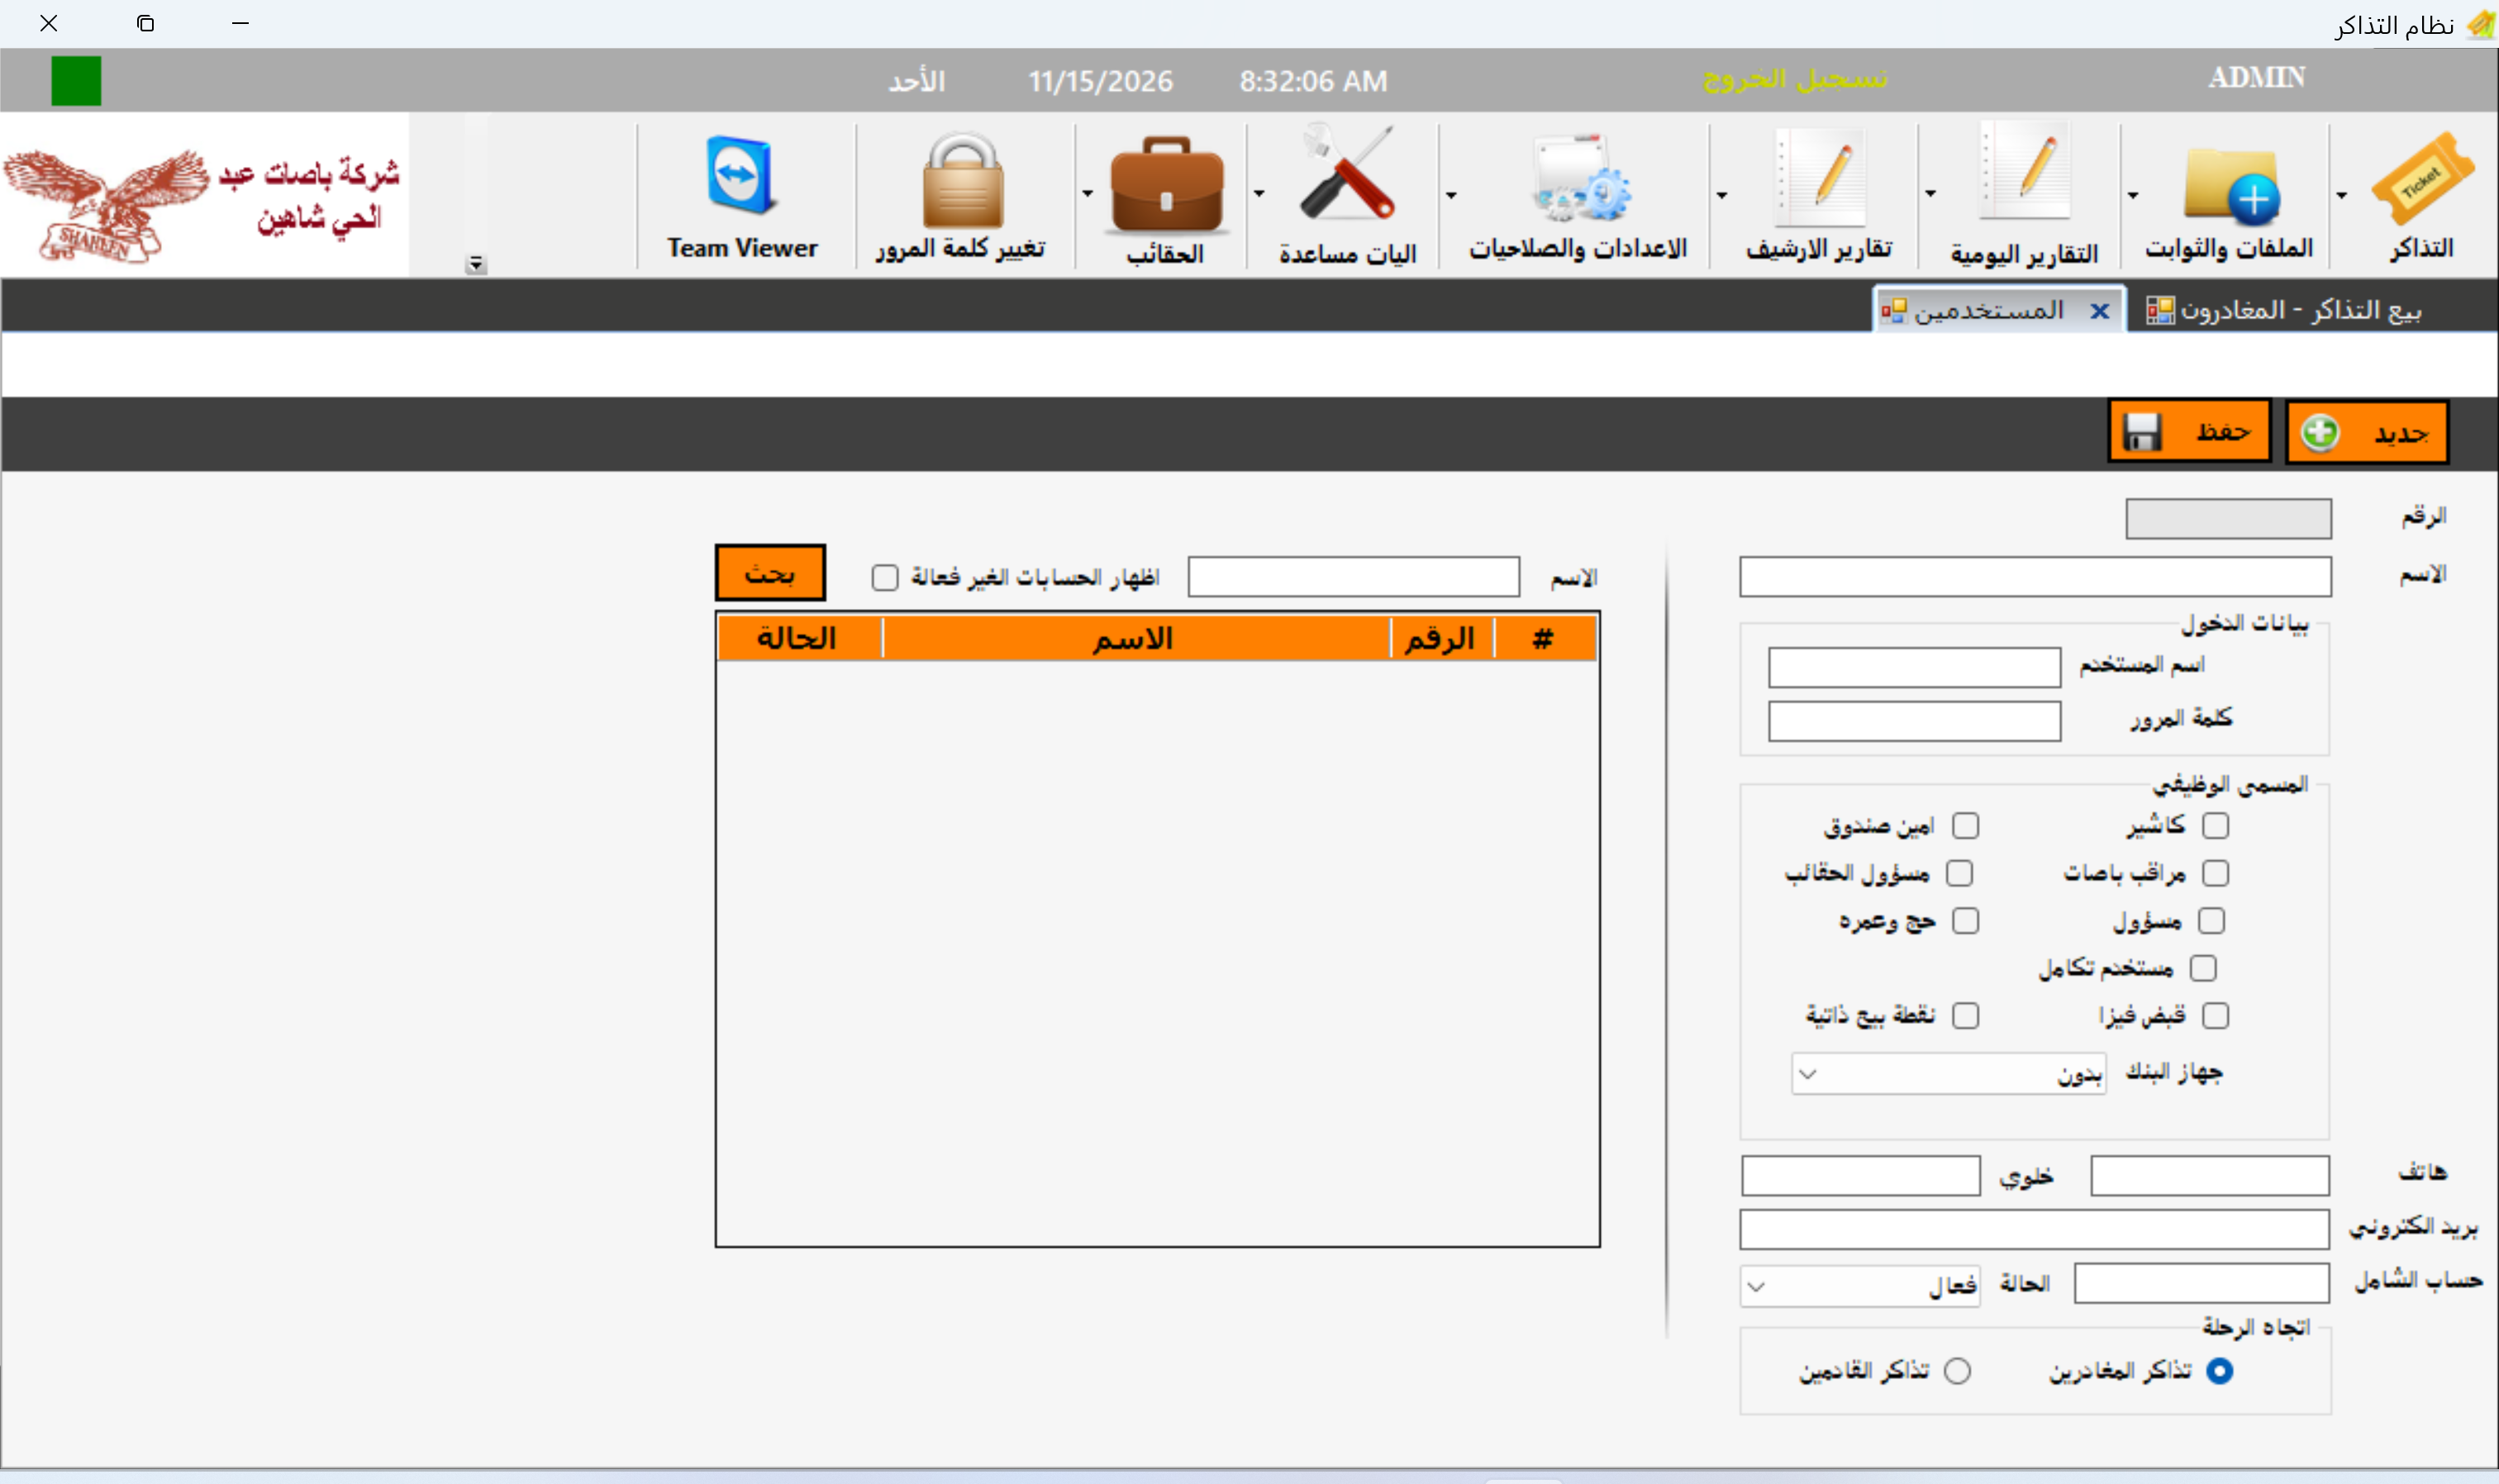 نظام التذاكر
ADMIN تسجيل الخروج 8:32:06 AM 11/15/2026 الأحد
Ticket
التذاكر الملفات والثوابت التقارير اليومية تقارير الارشيف الاعدادات والصلاحيات اليات مساعدة الحقائب تغيير كلمة المرور Team Viewer
شركة باصات عبد
الحي شاهين
SHAHEEN
بيع التذاكر - المغادرون المستخدمين
جديد حفظ
الرقم
الاسم
بيانات الدخول
اسم المستخدم
كلمة المرور
المسمى الوظيفي
كاشير امين صندوق
مراقب باصات مسؤول الحقائب
مسؤول حج وعمره
مستخدم تكامل
قبض فيزا نقطة بيع ذاتية
جهاز البنك بدون
هاتف خلوي
بريد الكتروني
حساب الشامل الحالة فعال
اتجاه الرحلة
تذاكر المغادرين تذاكر القادمين
الاسم اظهار الحسابات الغير فعالة بحث
# الرقم الاسم الحالة